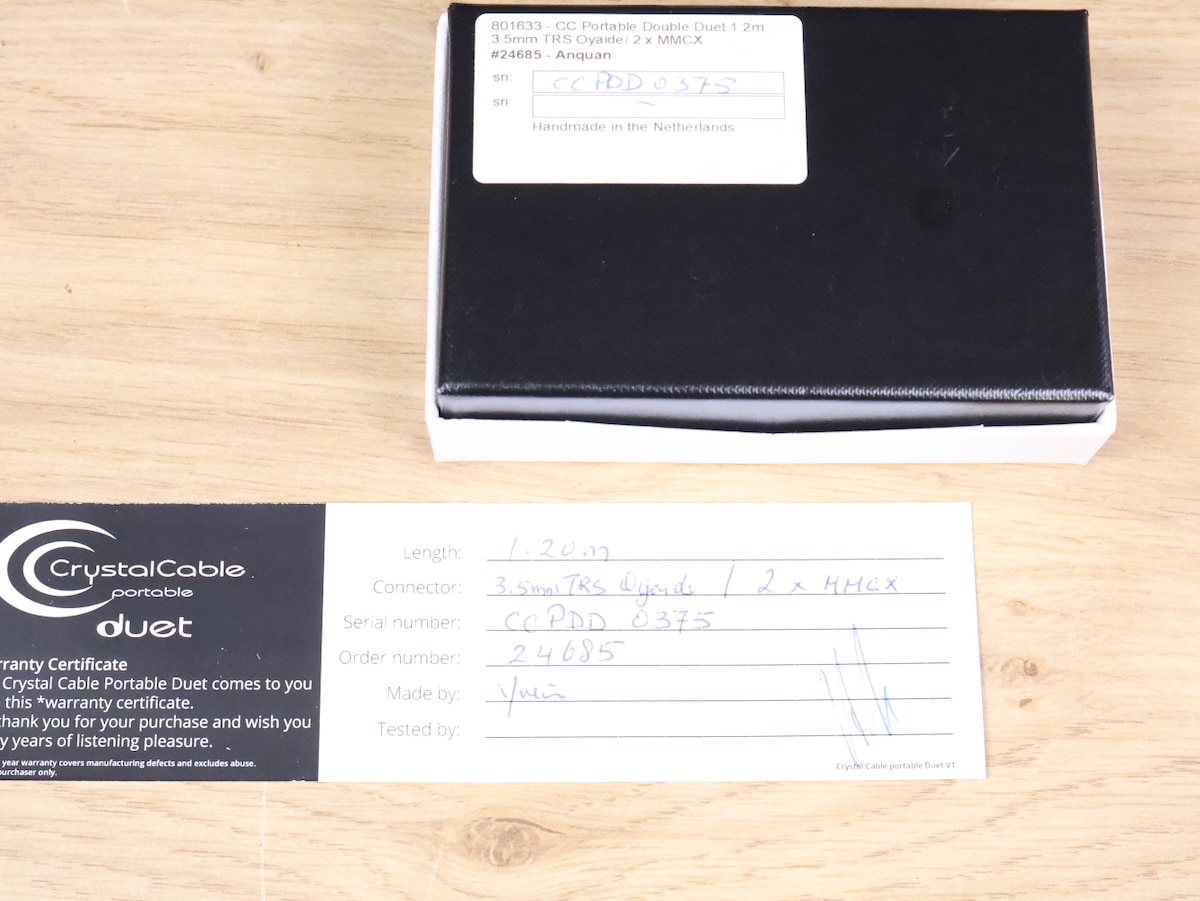 801633 - CC Portable Double Duet 1.2m
3.5mm TRS Oyaide/ 2 x MMCX
#24685 - Anquan
sn: CCPDD 0375
sn: -
Handmade in the Netherlands
CrystalCable
portable
duet
rranty Certificate
Crystal Cable Portable Duet comes to you
this *warranty certificate.
thank you for your purchase and wish you
y years of listening pleasure.
year warranty covers manufacturing defects and excludes abuse.
urchaser only.
Length: 1.20m
Connector: 3.5mm TRS Oyaide / 2 x MMCX
Serial number: CCPDD 0375
Order number: 24685
Made by:
Tested by:
Crystal Cable portable Duet V1